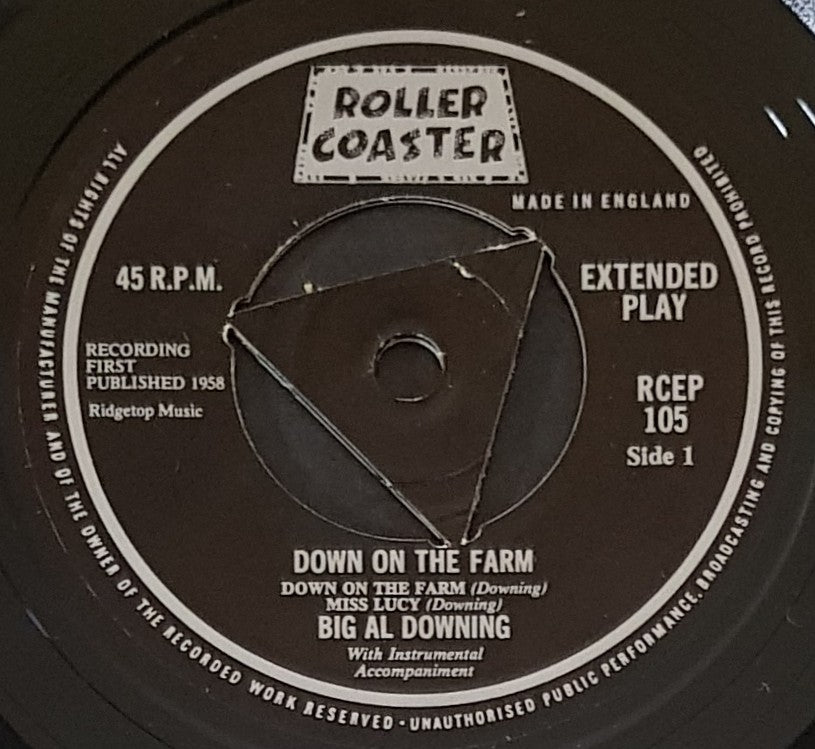 ROLLER
COASTER
MADE IN ENGLAND
45 R.P.M.
EXTENDED
PLAY
RECORDING
FIRST
PUBLISHED 1958
Ridgetop Music
RCEP
105
Side 1
DOWN ON THE FARM
DOWN ON THE FARM (Downing)
MISS LUCY (Downing)
BIG AL DOWNING
With Instrumental
Accompaniment
ALL RIGHTS OF THE MANUFACTURER AND OF THE OWNER OF THE RECORDED WORK RESERVED · UNAUTHORISED PUBLIC PERFORMANCE, BROADCASTING AND COPYING OF THIS RECORD PROHIBITED